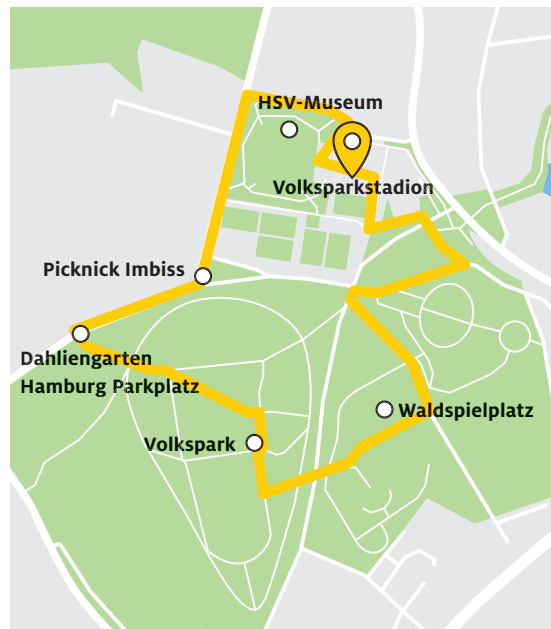 HSV-Museum
Volksparkstadion
Picknick Imbiss
Dahliengarten
Hamburg Parkplatz
Waldspielplatz
Volkspark